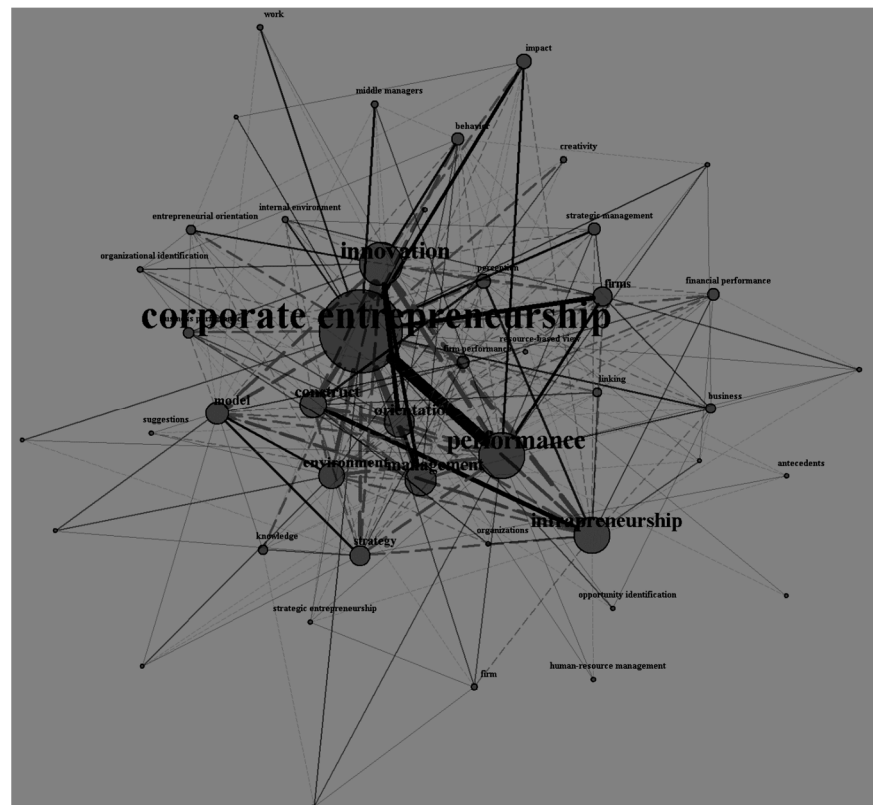 work
impact
middle managers
behavior
creativity
internal environment
entrepreneurial orientation
strategic management
organizational identification
innovation
perception
firms
financial performance
corporate entrepreneurship
business performance
resource-based view
firm performance
linking
construct
model
business
orientation
suggestions
performance
environment
management
antecedents
intrapreneurship
organizations
knowledge
strategy
opportunity identification
strategic entrepreneurship
human-resource management
firm